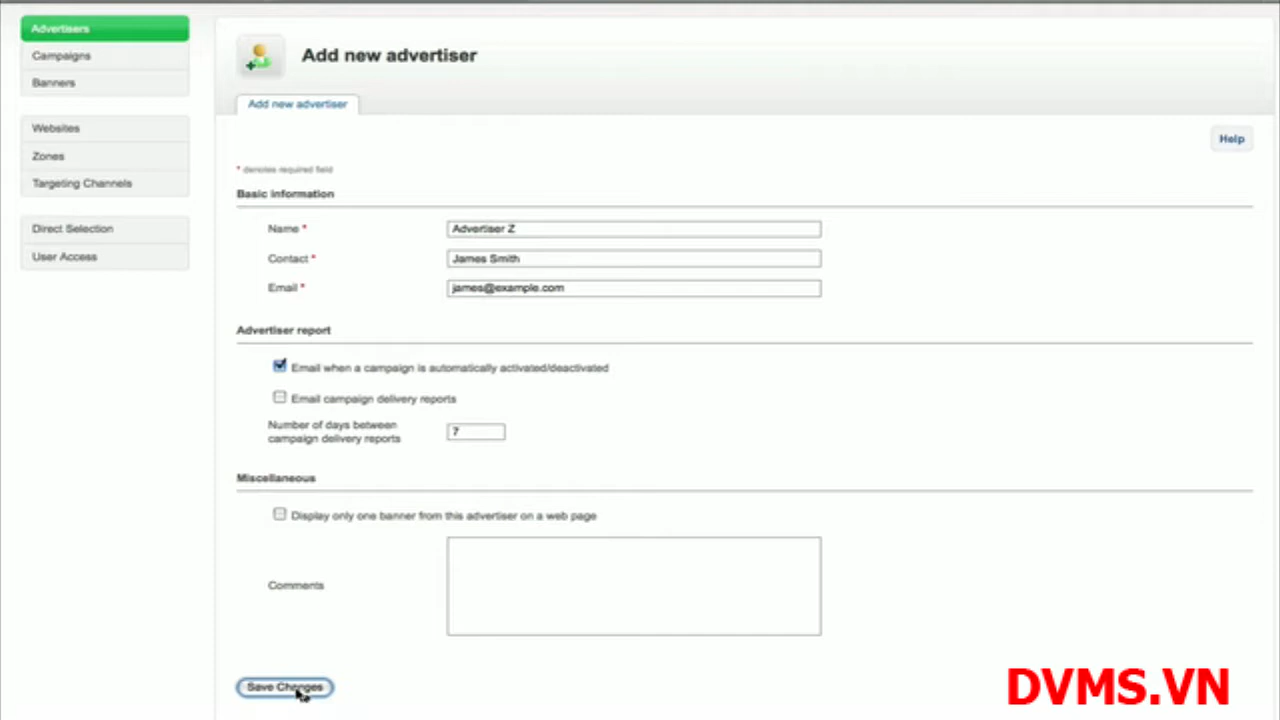 Advertisers
Campaigns
Banners
Websites
Zones
Targeting Channels
Direct Selection
User Access
Add new advertiser
Add new advertiser
Help
* denotes required field
Basic information
Name *
Advertiser Z
Contact *
James Smith
Email *
james@example.com
Advertiser report
Email when a campaign is automatically activated/deactivated
Email campaign delivery reports
Number of days between
campaign delivery reports
7
Miscellaneous
Display only one banner from this advertiser on a web page
Comments
Save Changes
DVMS.VN